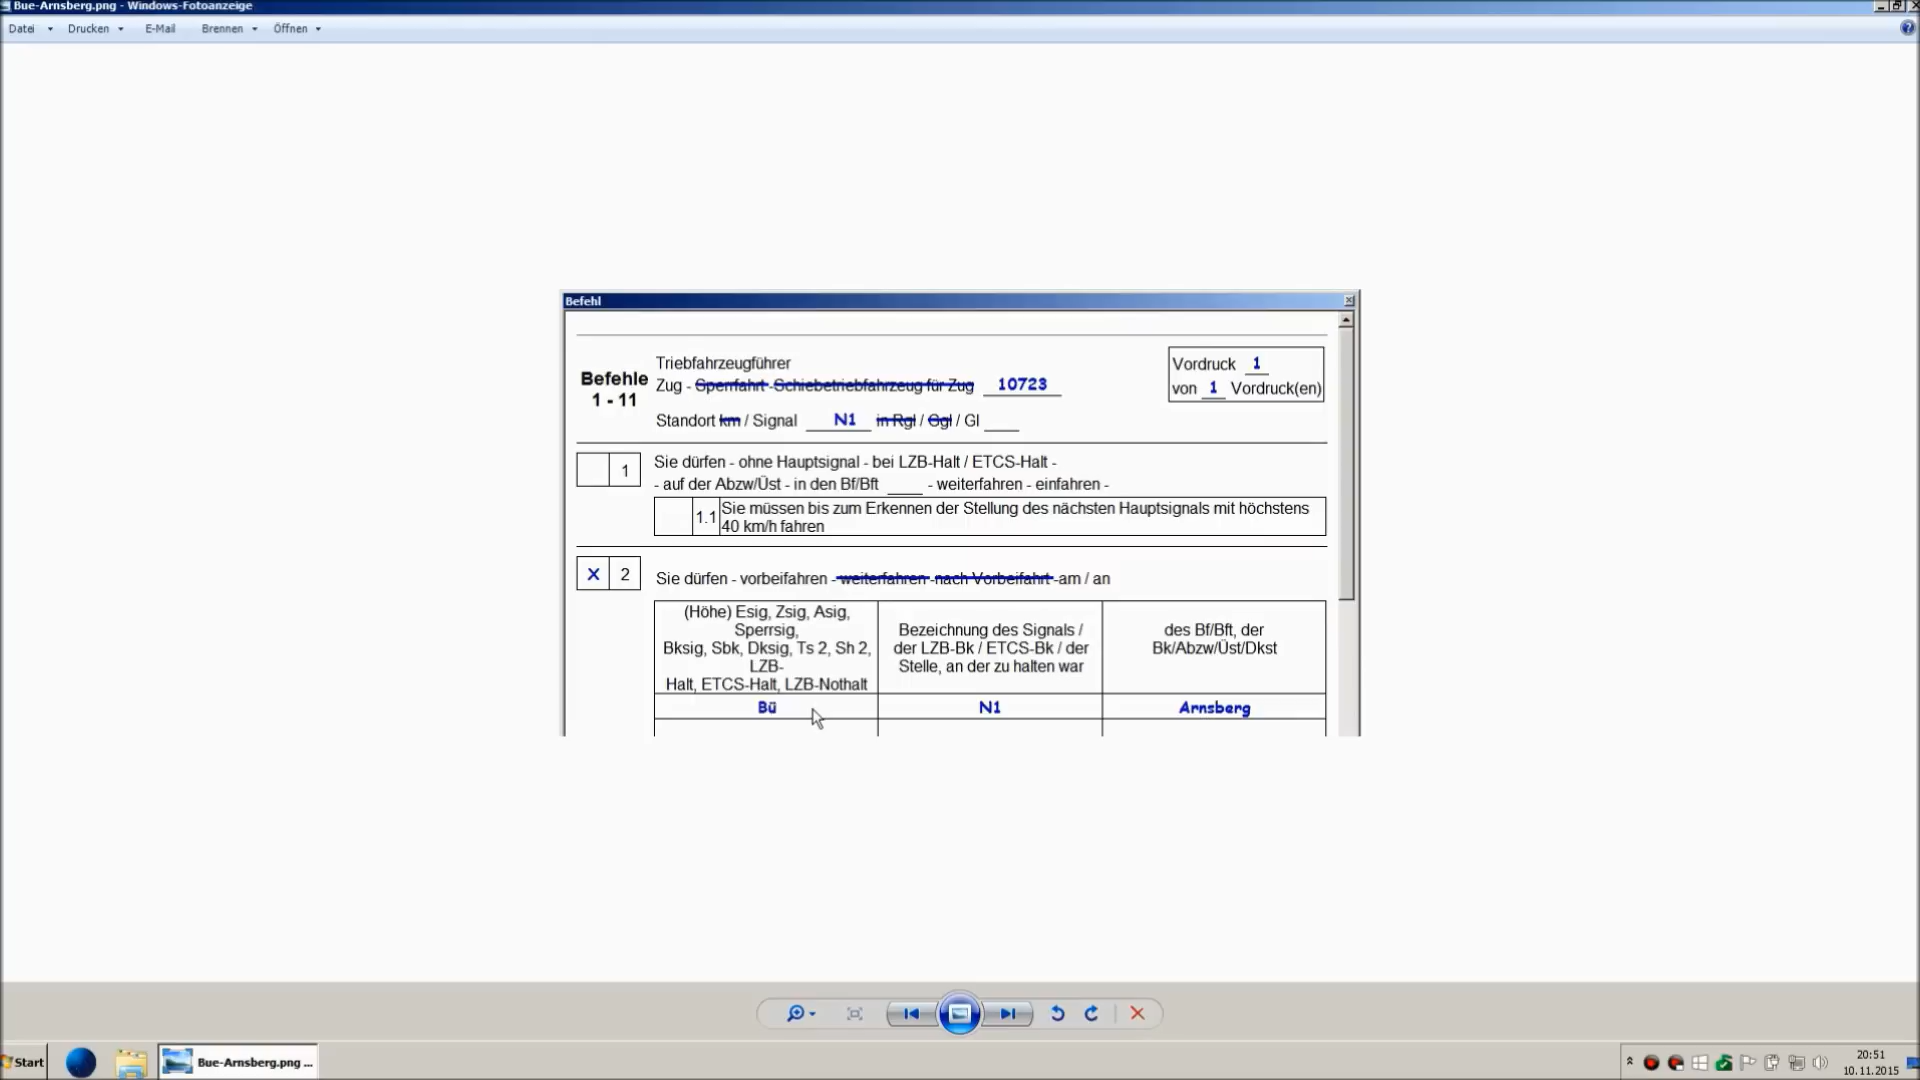 Bue-Arnsberg.png - Windows-Fotoanzeige
Datei Drucken E-Mail Brennen Öffnen
Befehl
Befehle
1 - 11
Triebfahrzeugführer
Zug - Sperrfahrt - Schiebetriebfahrzeug für Zug 10723
Standort km / Signal N1 in Rgl / Ggl / Gl
Vordruck 1
von 1 Vordruck(en)
1 Sie dürfen - ohne Hauptsignal - bei LZB-Halt / ETCS-Halt -
- auf der Abzw/Üst - in den Bf/Bft ____ - weiterfahren - einfahren -
1.1 Sie müssen bis zum Erkennen der Stellung des nächsten Hauptsignals mit höchstens
40 km/h fahren
X 2 Sie dürfen - vorbeifahren - weiterfahren - nach Vorbeifahrt - am / an
(Höhe) Esig, Zsig, Asig,
Sperrsig,
Bksig, Sbk, Dksig, Ts 2, Sh 2,
LZB-
Halt, ETCS-Halt, LZB-Nothalt
Bezeichnung des Signals /
der LZB-Bk / ETCS-Bk / der
Stelle, an der zu halten war
des Bf/Bft, der
Bk/Abzw/Üst/Dkst
Bü N1 Arnsberg
Start
Bue-Arnsberg.png ...
20:51
10.11.2015